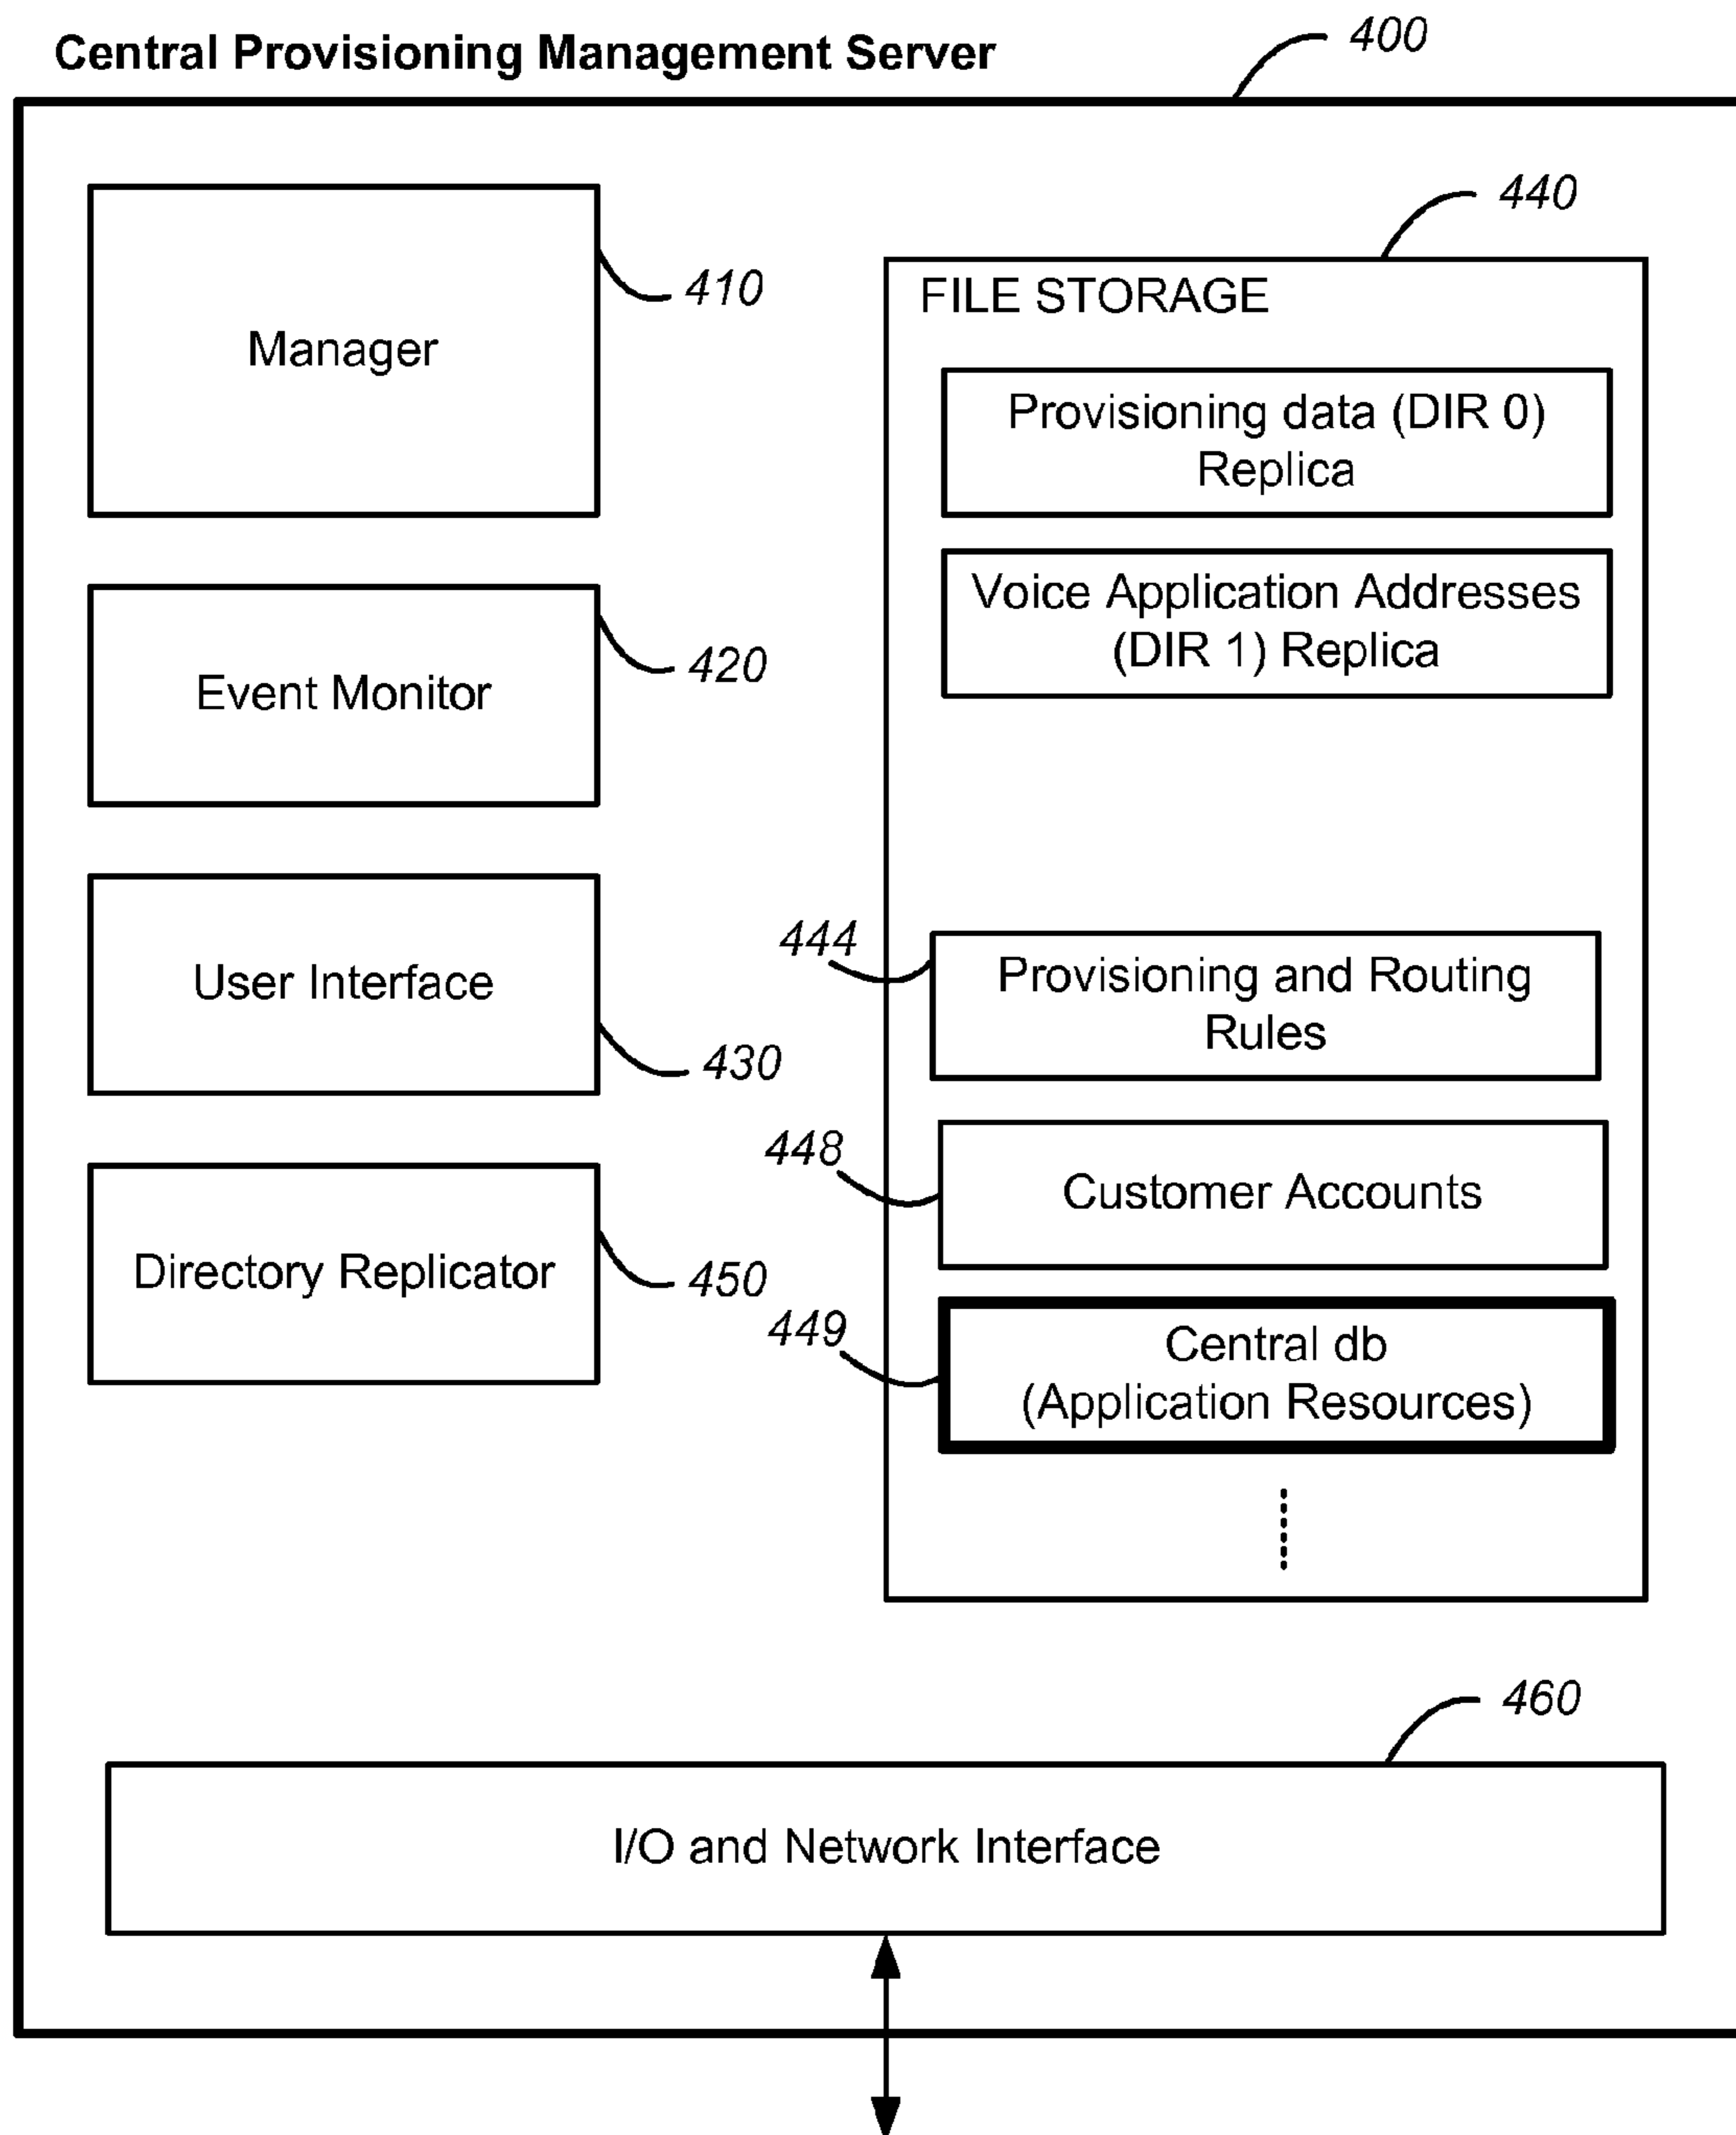 Central Provisioning Management Server
400
Manager
410
Event Monitor
420
User Interface
430
Directory Replicator
450
440
FILE STORAGE
Provisioning data (DIR 0)
Replica
Voice Application Addresses
(DIR 1) Replica
444
Provisioning and Routing
Rules
448
Customer Accounts
449
Central db
(Application Resources)
460
I/O and Network Interface